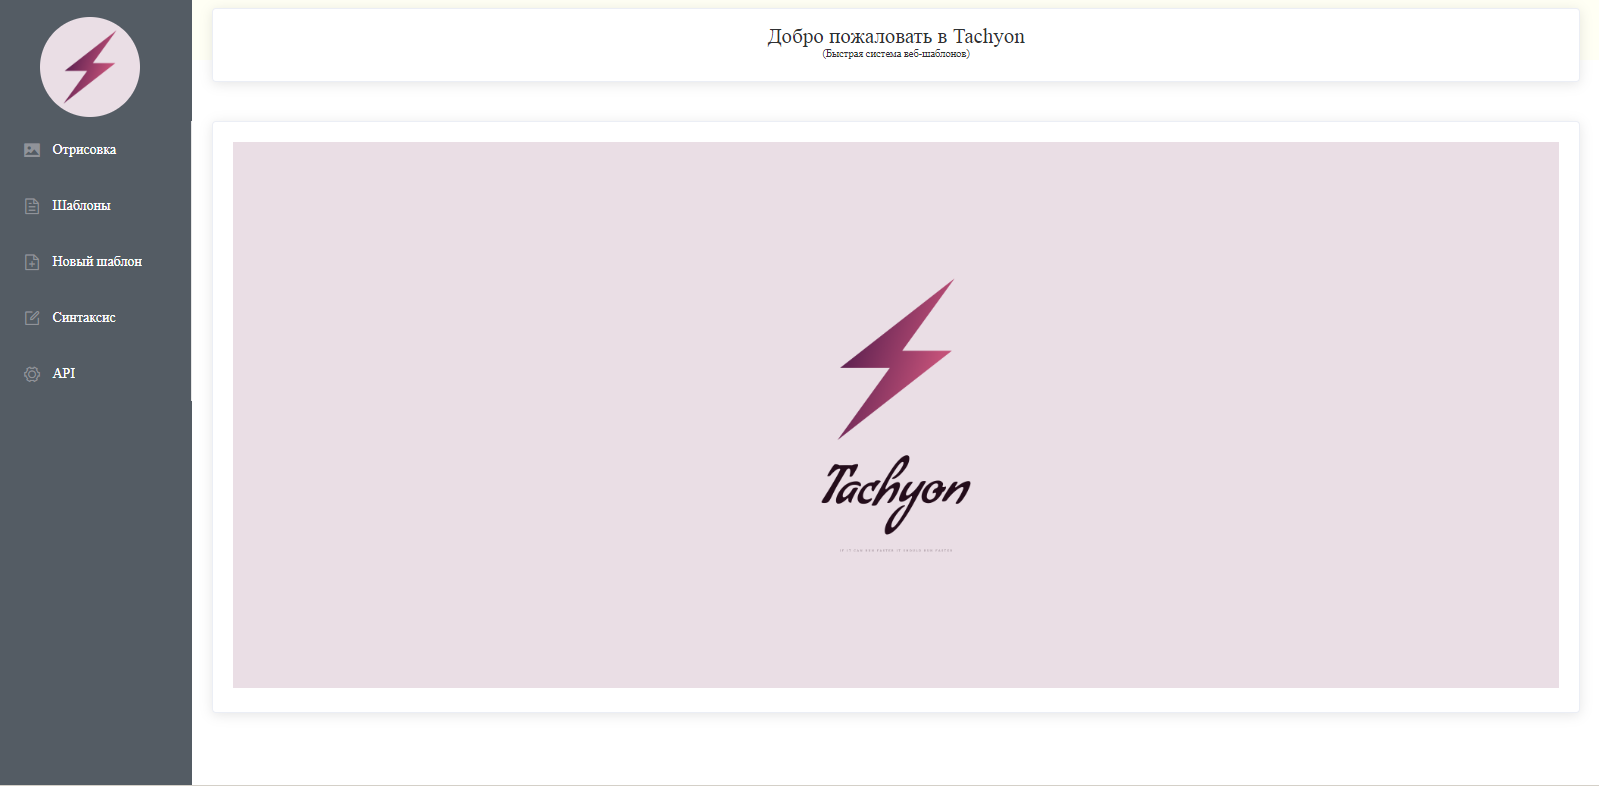 Добро пожаловать в Tachyon
(Быстрая система веб-шаблонов)
Отрисовка
Шаблоны
Новый шаблон
Синтаксис
API
Tachyon